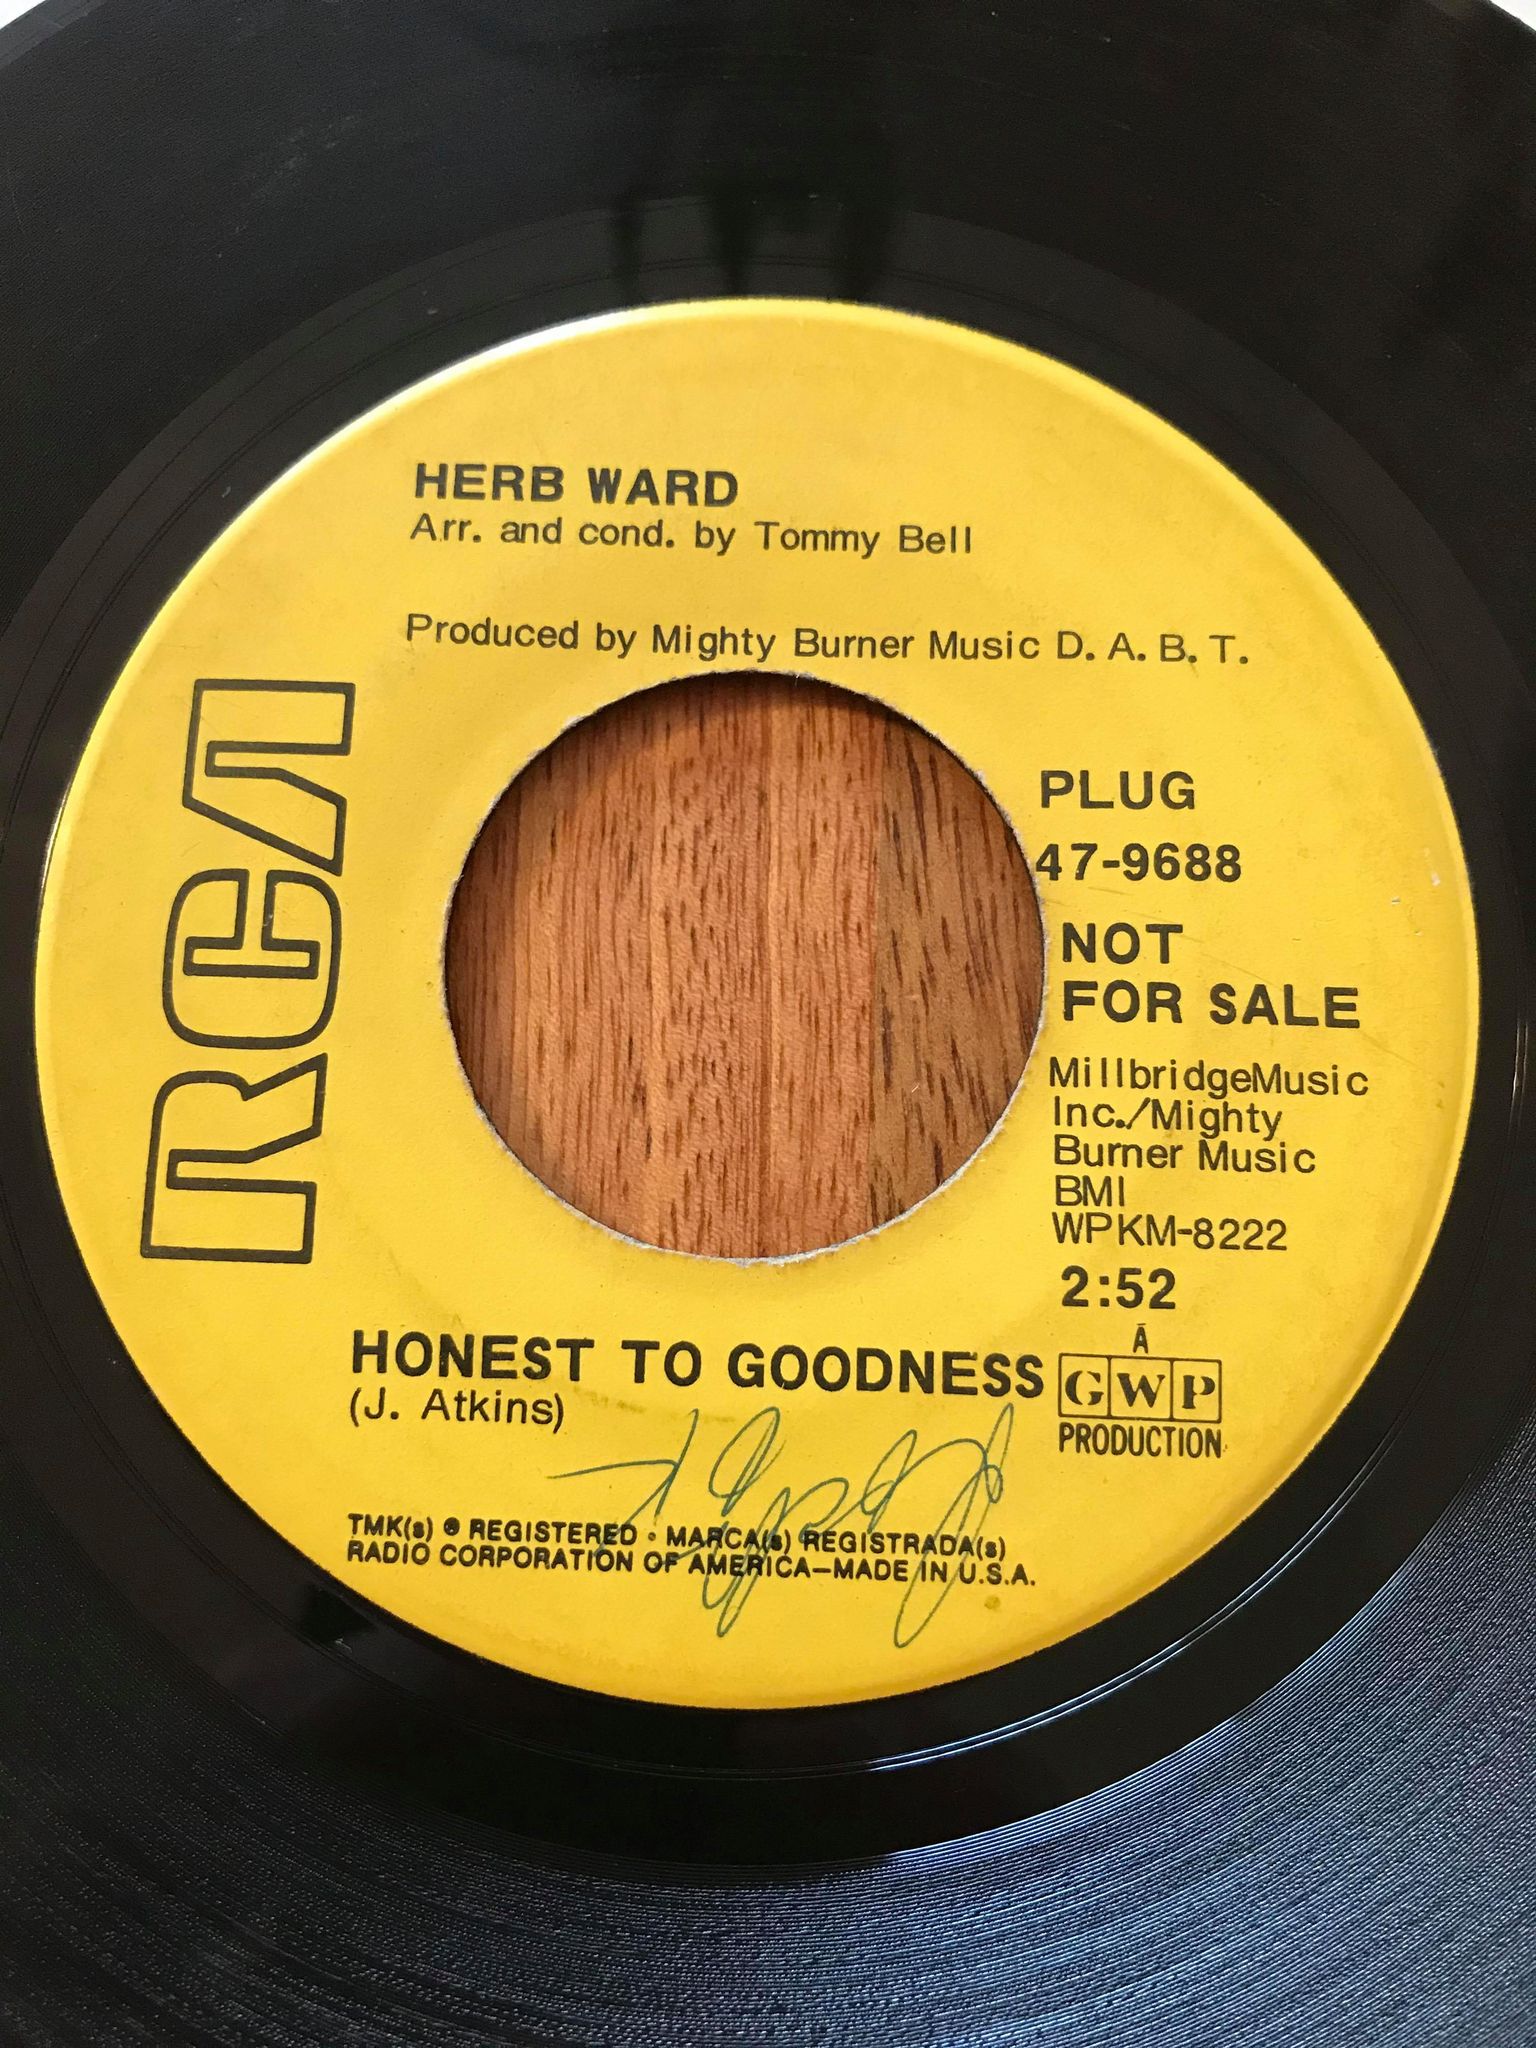 HERB WARD
Arr. and cond. by Tommy Bell
Produced by Mighty Burner Music D. A. B. T.
RCA
PLUG
47-9688
NOT
FOR SALE
MillbridgeMusic
Inc./Mighty
Burner Music
BMI
WPKM-8222
2:52
HONEST TO GOODNESS
(J. Atkins)
A
GWP
PRODUCTION
TMK(s) ® REGISTERED • MARCA(s) REGISTRADA(s)
RADIO CORPORATION OF AMERICA—MADE IN U.S.A.